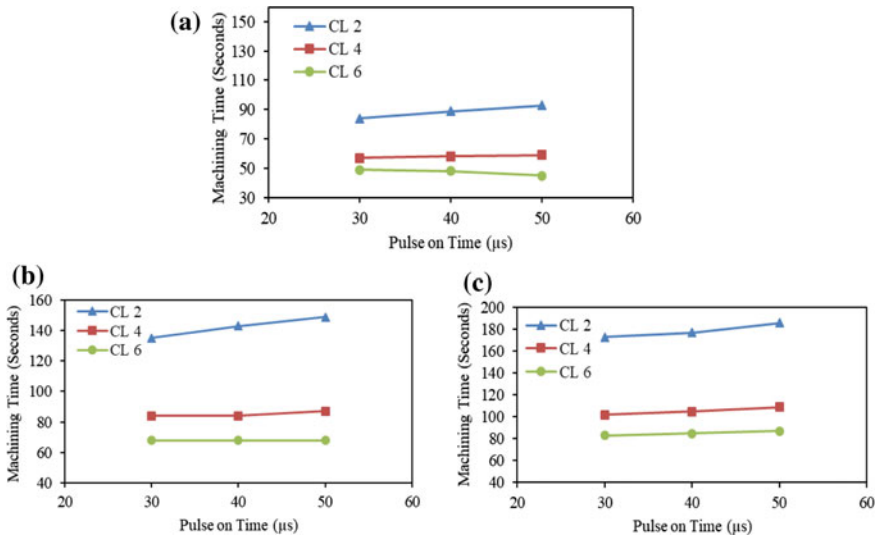 (a)
CL 2
CL 4
CL 6
150
130
110
90
70
50
30
20
30
40
50
60
Machining Time (Seconds)
Pulse on Time (µs)
(b)
CL 2
CL 4
CL 6
160
140
120
100
80
60
40
20
30
40
50
60
Machining Time (Seconds)
Pulse on Time (µs)
(c)
CL 2
CL 4
CL 6
200
180
160
140
120
100
80
60
40
20
30
40
50
60
Machining Time (Seconds)
Pulse on Time (µs)